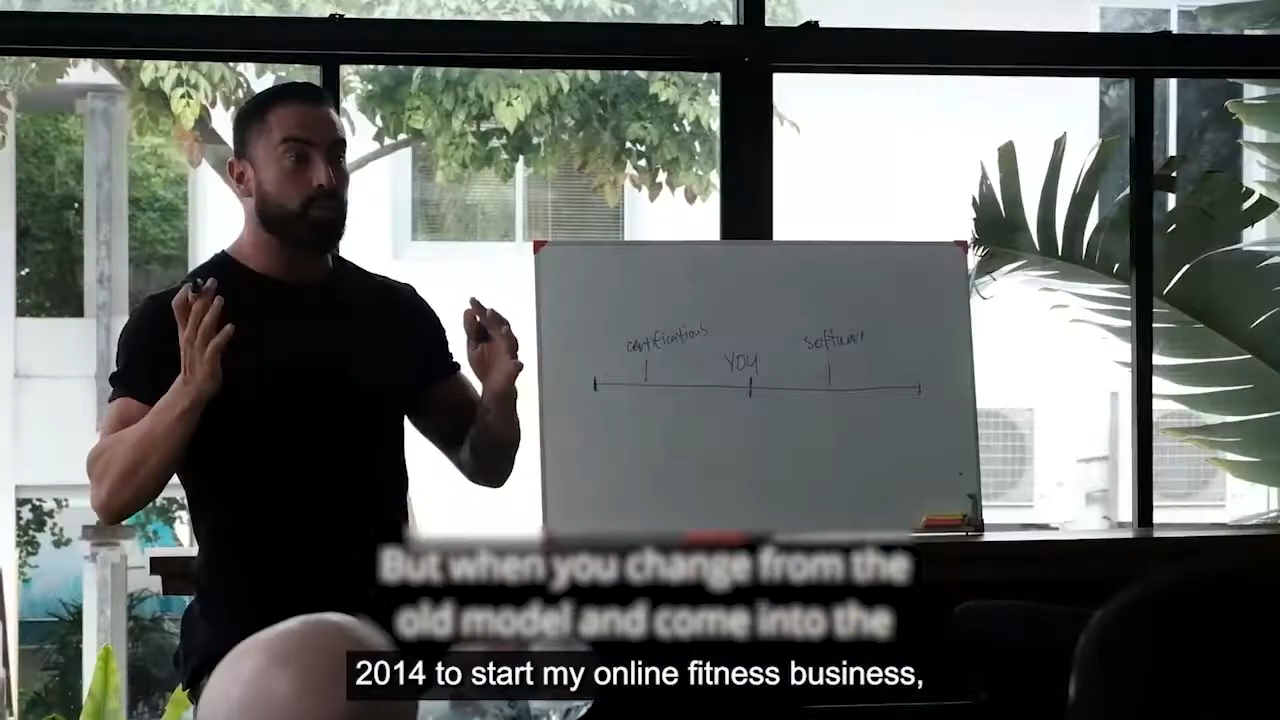 certifications
software
YOU
But when you change from the
old model and come into the
2014 to start my online fitness business,